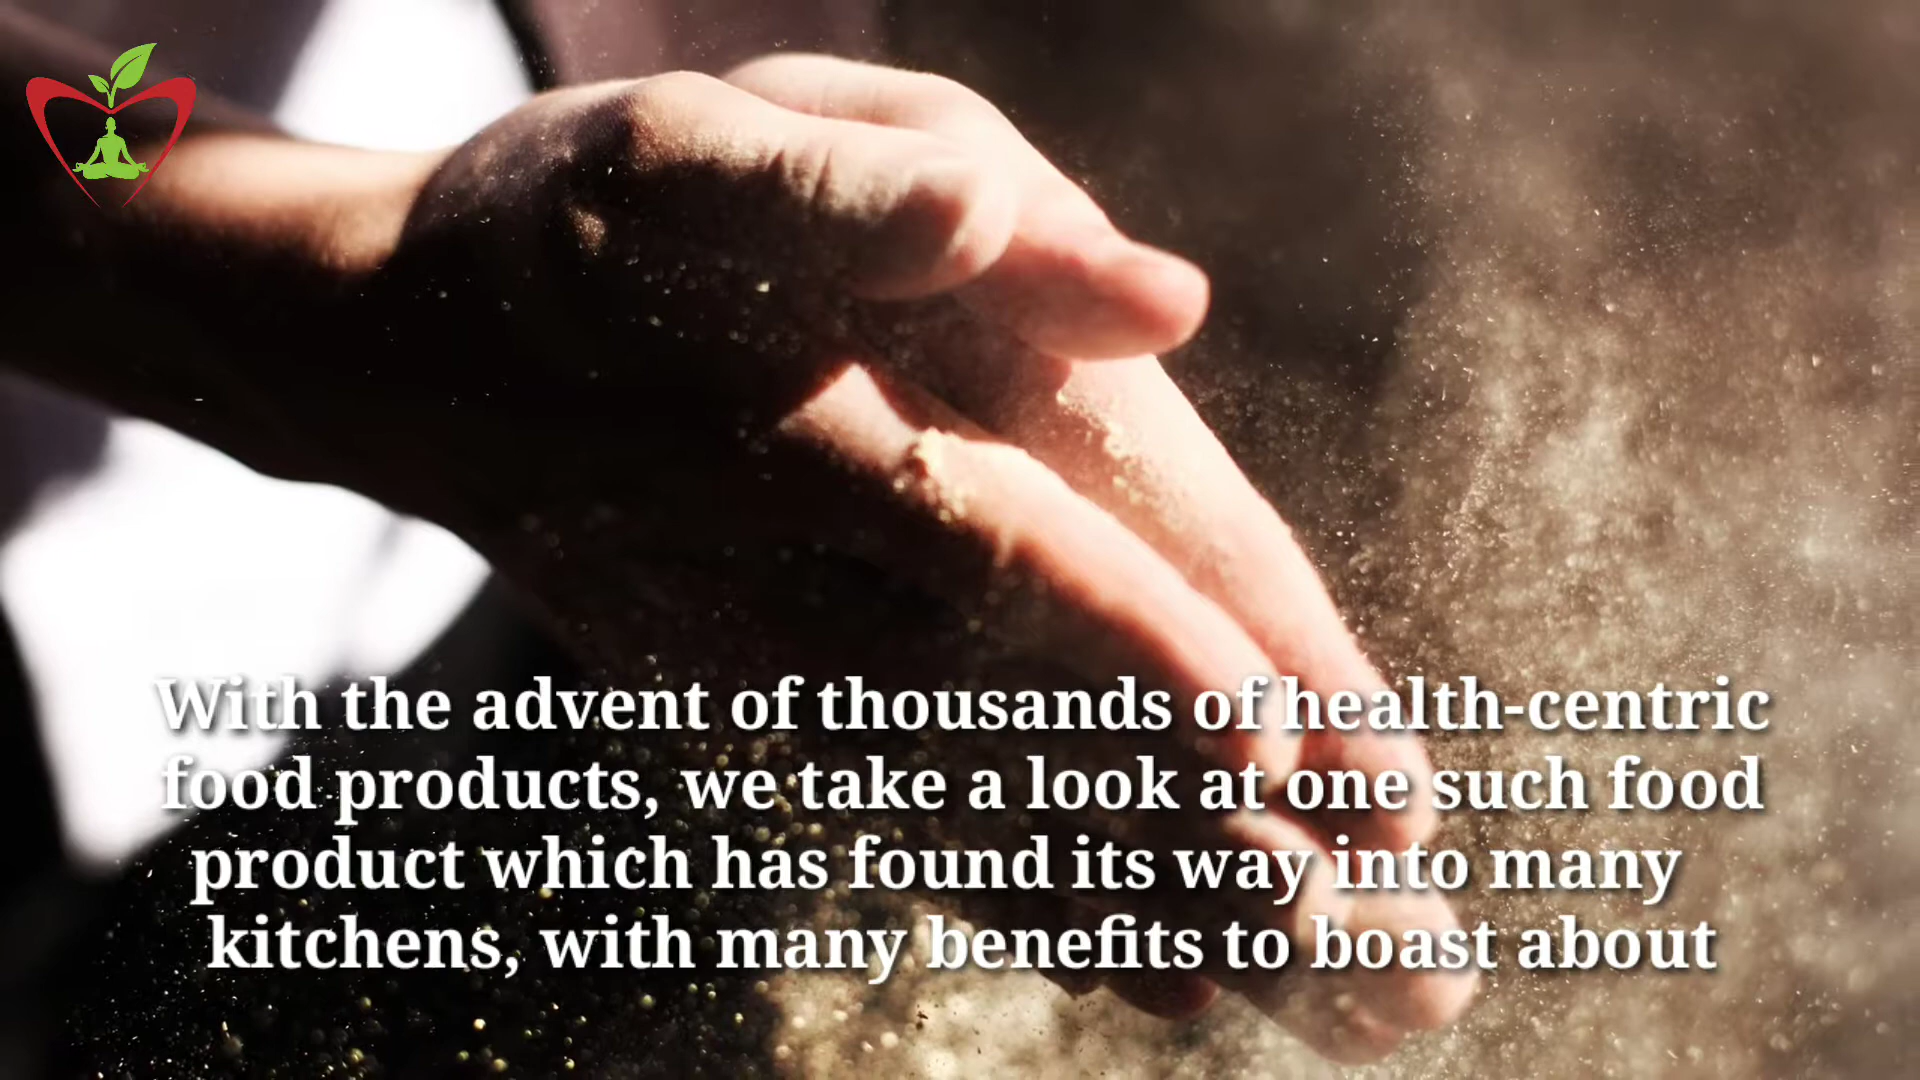 With the advent of thousands of health-centric
food products, we take a look at one such food
product which has found its way into many
kitchens, with many benefits to boast about